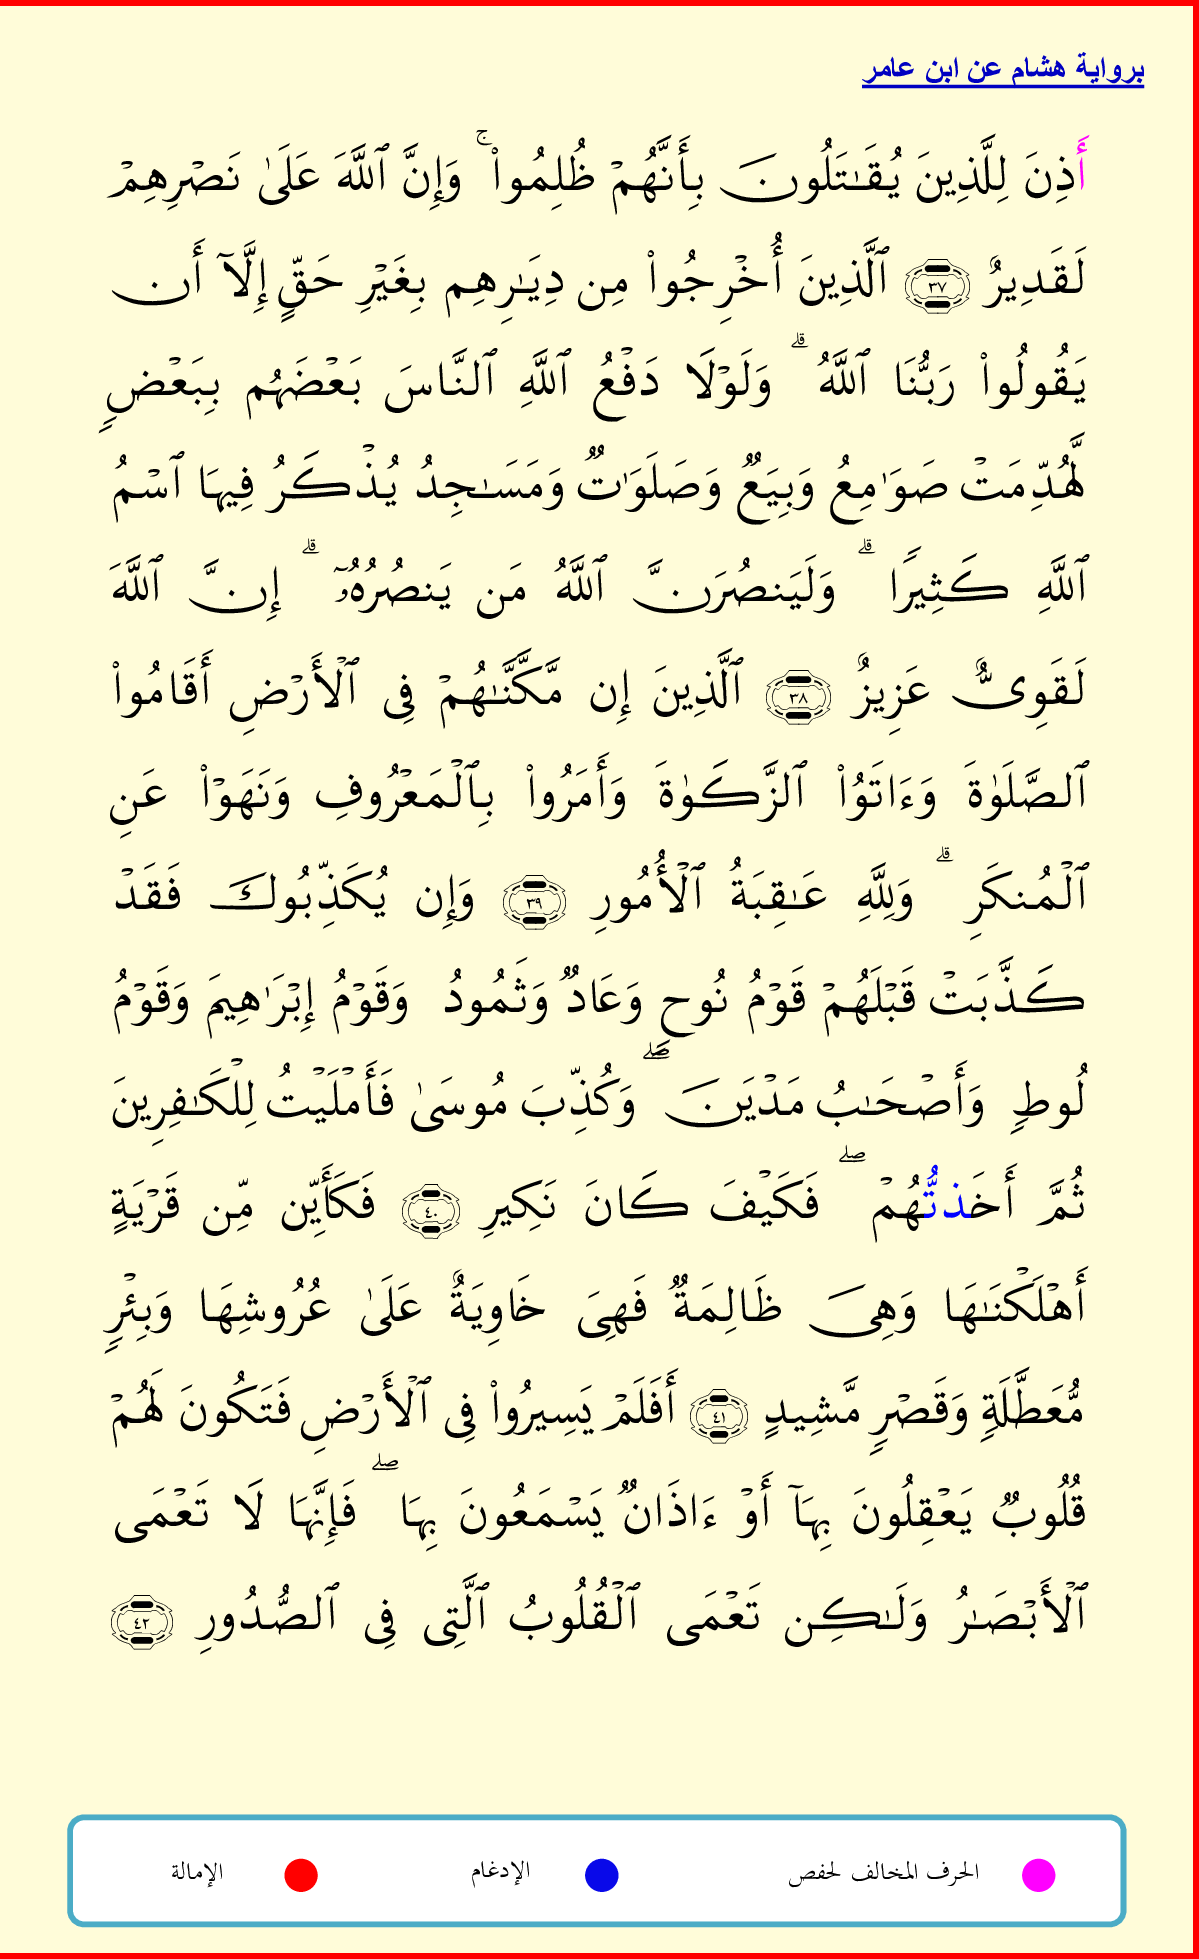 برواية هشام عن ابن عامر
أَذِنَ لِلَّذِينَ يُقَٰتَلُونَ بِأَنَّهُمۡ ظُلِمُواْۚ وَإِنَّ ٱللَّهَ عَلَىٰ نَصۡرِهِمۡ
لَقَدِيرٌ ٣٧ ٱلَّذِينَ أُخۡرِجُواْ مِن دِيَٰرِهِم بِغَيۡرِ حَقٍّ إِلَّآ أَن
يَقُولُواْ رَبُّنَا ٱللَّهُۗ وَلَوۡلَا دَفۡعُ ٱللَّهِ ٱلنَّاسَ بَعۡضَهُم بِبَعۡضٖ
لَّهُدِّمَتۡ صَوَٰمِعُ وَبِيَعٞ وَصَلَوَٰتٞ وَمَسَٰجِدُ يُذۡكَرُ فِيهَا ٱسۡمُ
ٱللَّهِ كَثِيرٗاۗ وَلَيَنصُرَنَّ ٱللَّهُ مَن يَنصُرُهُۥٓۗ إِنَّ ٱللَّهَ
لَقَوِيٌّ عَزِيزٌ ٣٨ ٱلَّذِينَ إِن مَّكَّنَّٰهُمۡ فِي ٱلۡأَرۡضِ أَقَامُواْ
ٱلصَّلَوٰةَ وَءَاتَوُاْ ٱلزَّكَوٰةَ وَأَمَرُواْ بِٱلۡمَعۡرُوفِ وَنَهَوۡاْ عَنِ
ٱلۡمُنكَرِۗ وَلِلَّهِ عَٰقِبَةُ ٱلۡأُمُورِ ٣٩ وَإِن يُكَذِّبُوكَ فَقَدۡ
كَذَّبَتۡ قَبۡلَهُمۡ قَوۡمُ نُوحٖ وَعَادٞ وَثَمُودُ وَقَوۡمُ إِبۡرَٰهِيمَ وَقَوۡمُ
لُوطٖ وَأَصۡحَٰبُ مَدۡيَنَۖ وَكُذِّبَ مُوسَىٰ فَأَمۡلَيۡتُ لِلۡكَٰفِرِينَ
ثُمَّ أَخَذتُّهُمۡۖ فَكَيۡفَ كَانَ نَكِيرِ ٤٠ فَكَأَيِّن مِّن قَرۡيَةٍ
أَهۡلَكۡنَٰهَا وَهِيَ ظَالِمَةٞ فَهِيَ خَاوِيَةٌ عَلَىٰ عُرُوشِهَا وَبِئۡرٖ
مُّعَطَّلَةٖ وَقَصۡرٖ مَّشِيدٍ ٤١ أَفَلَمۡ يَسِيرُواْ فِي ٱلۡأَرۡضِ فَتَكُونَ لَهُمۡ
قُلُوبٞ يَعۡقِلُونَ بِهَآ أَوۡ ءَاذَانٞ يَسۡمَعُونَ بِهَاۖ فَإِنَّهَا لَا تَعۡمَى
ٱلۡأَبۡصَٰرُ وَلَٰكِن تَعۡمَى ٱلۡقُلُوبُ ٱلَّتِي فِي ٱلصُّدُورِ ٤٢
الحرف المخالف لحفص الإدغام الإمالة